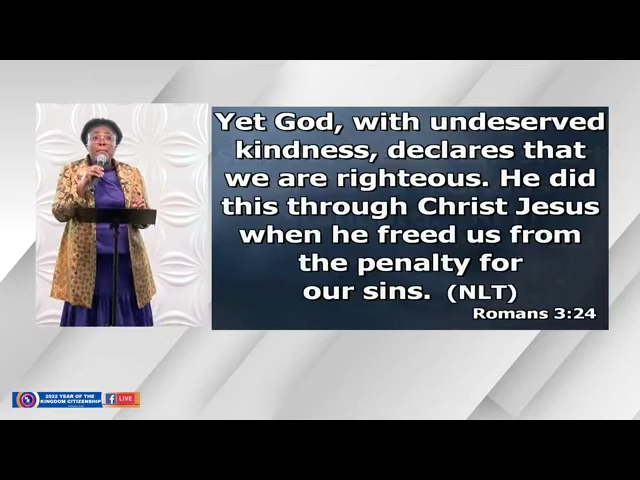 Yet God, with undeserved
kindness, declares that
we are righteous. He did
this through Christ Jesus
when he freed us from
the penalty for
our sins. (NLT)
Romans 3:24
2022 YEAR OF THE
KINGDOM CITIZENSHIP
f LIVE